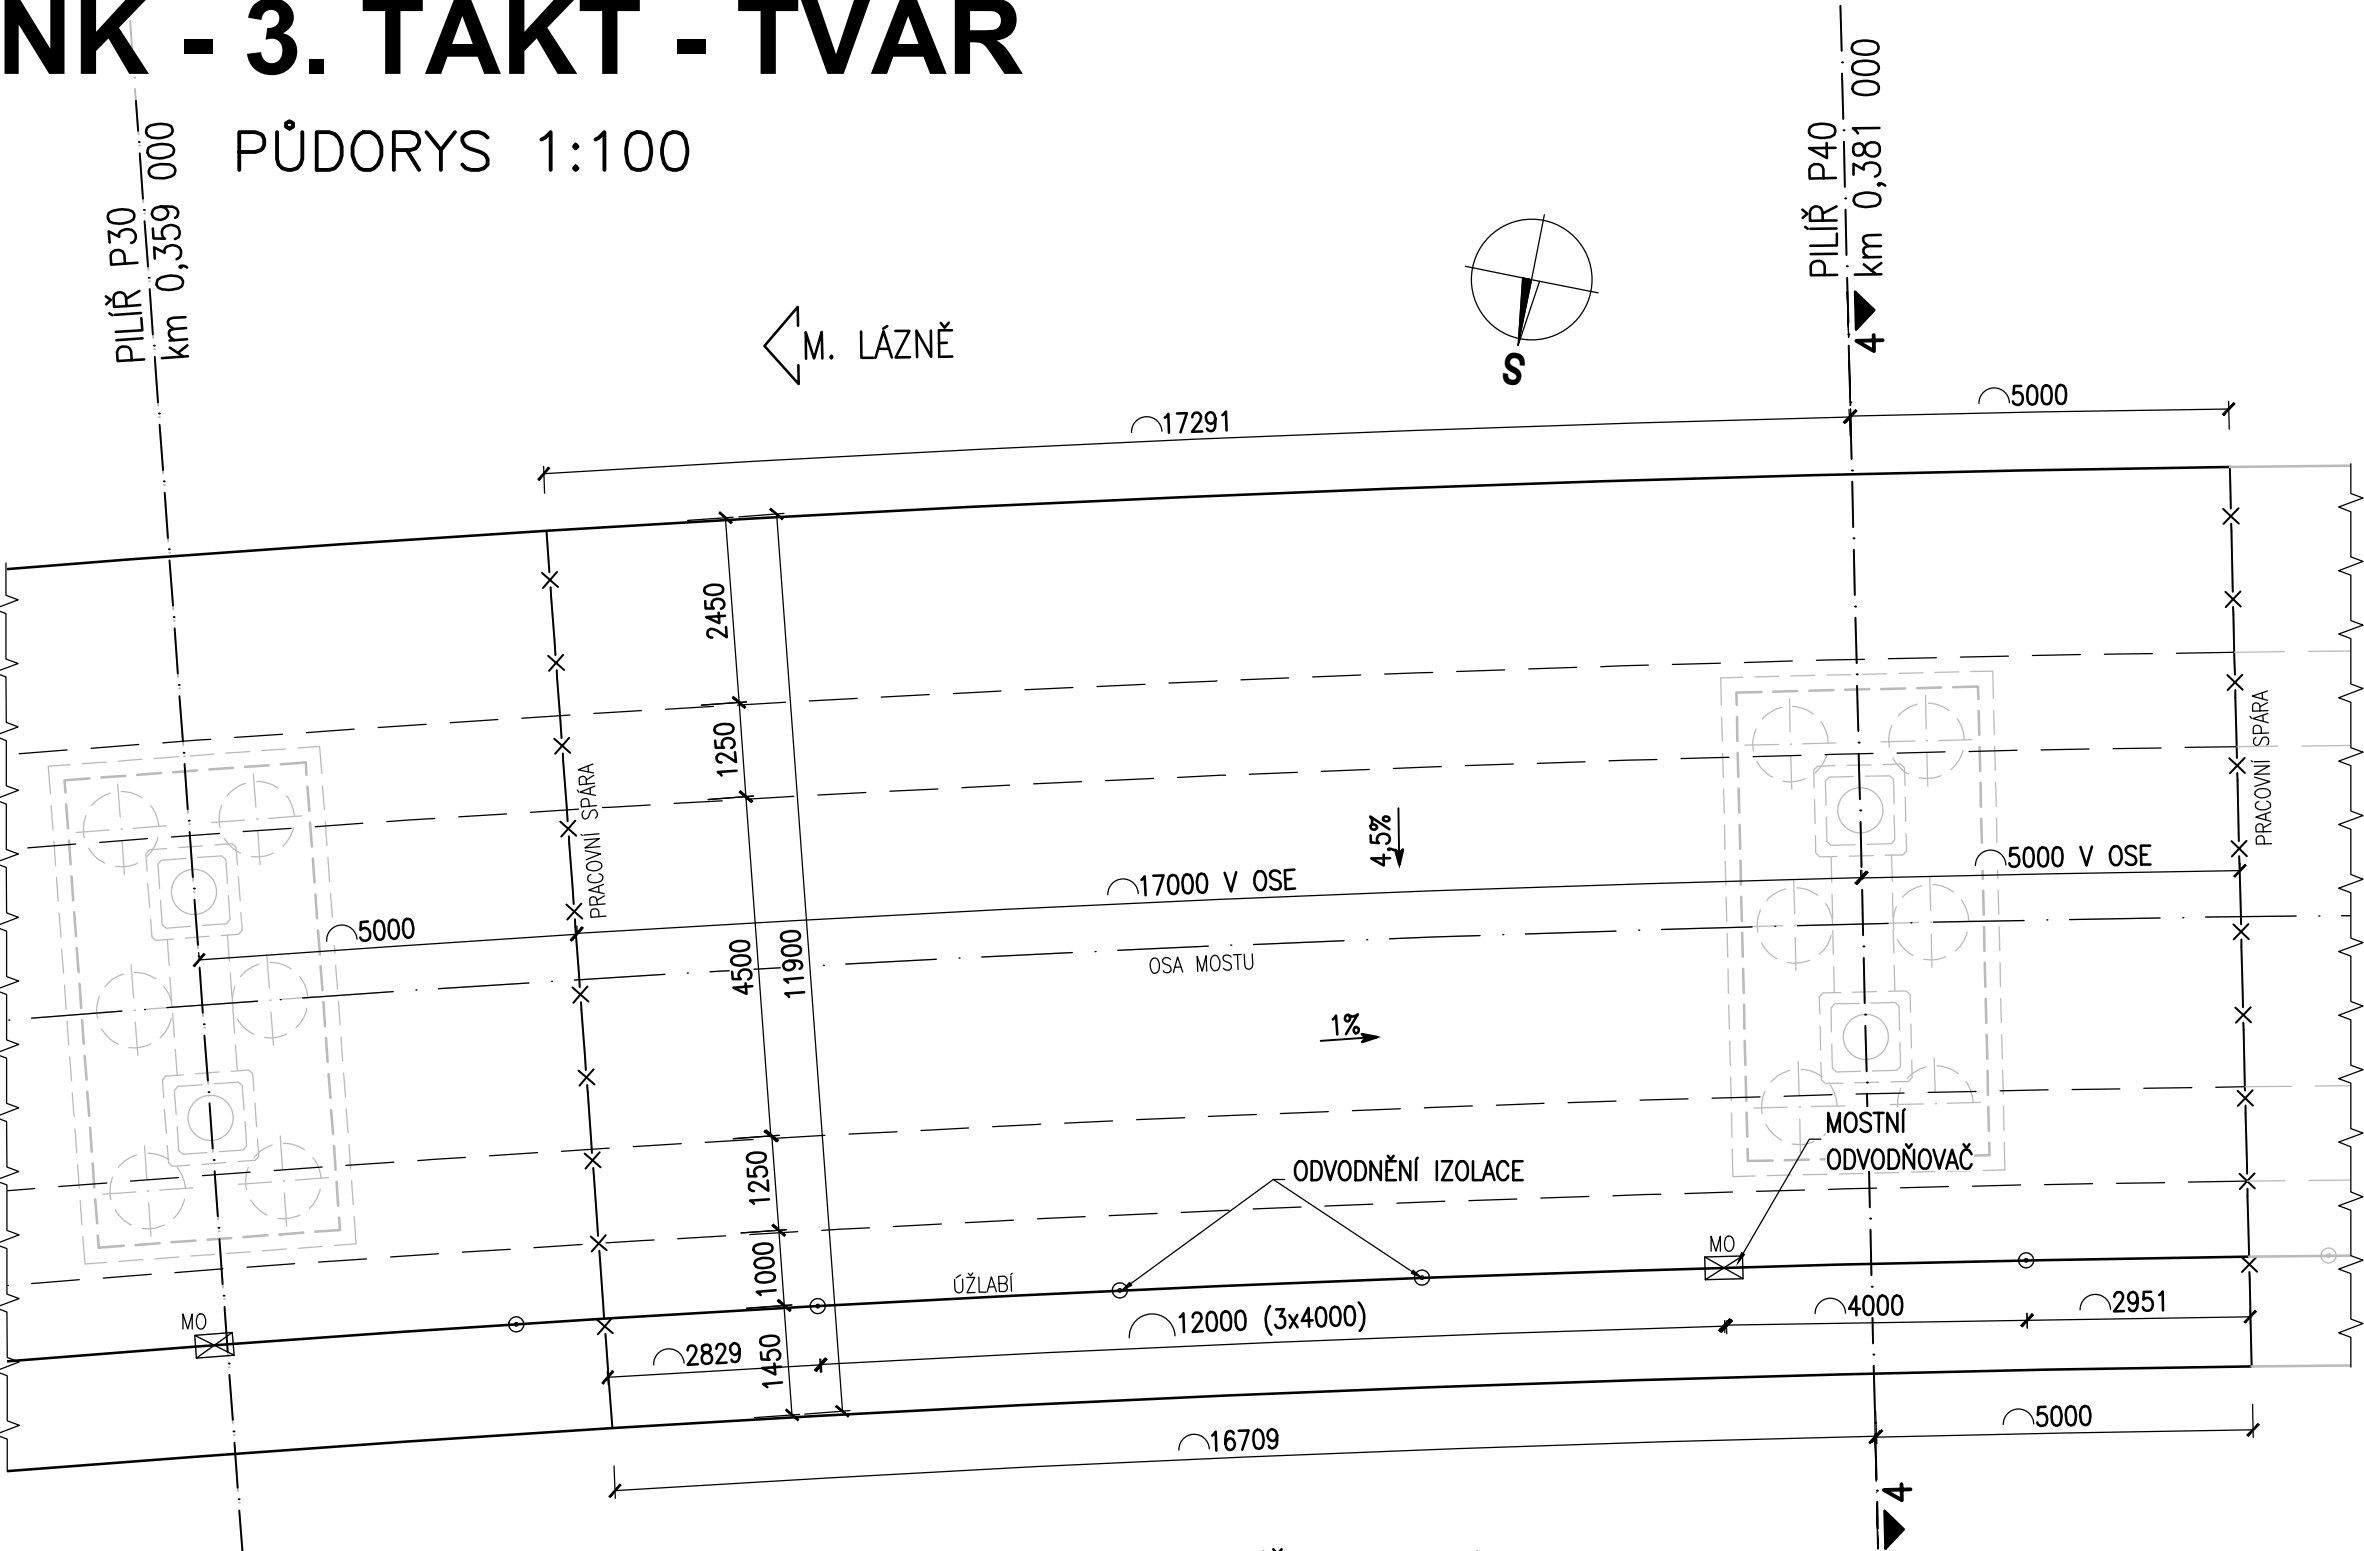 NK - 3. TAKT - TVAR
PŮDORYS 1:100
PILÍŘ P30
km 0,359 000
PILÍŘ P40
km 0,381 000
M. LÁZNĚ
S
4
17291
5000
2450
1250
4500
11900
1250
1000
1450
PRACOVNÍ SPÁRA
PRACOVNÍ SPÁRA
4,5%
5000
17000 V OSE
5000 V OSE
OSA MOSTU
1%
MOSTNÍ
ODVODŇOVAČ
ODVODNĚNÍ IZOLACE
MO
MO
ÚŽLABÍ
2829
12000 (3x4000)
4000
2951
16709
5000
4